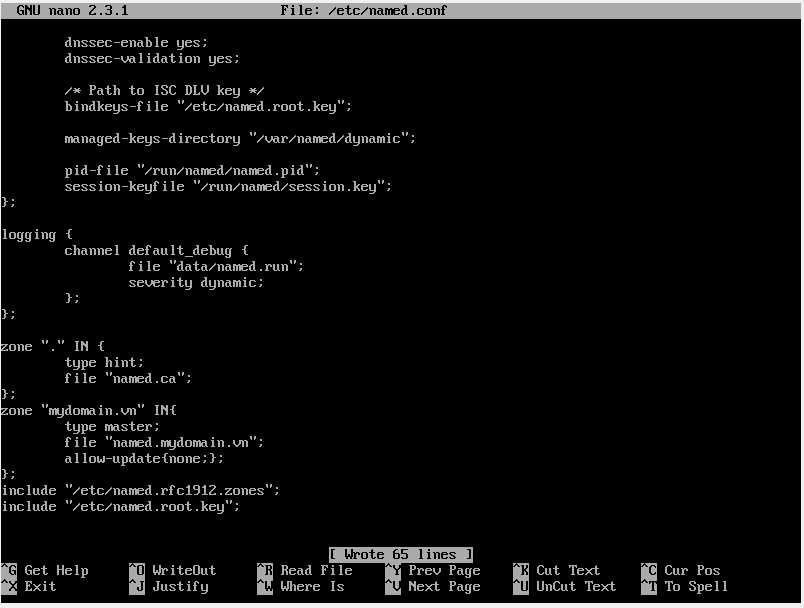 GNU nano 2.3.1 File: /etc/named.conf
dnssec-enable yes;
dnssec-validation yes;
/* Path to ISC DLV key */
bindkeys-file "/etc/named.root.key";
managed-keys-directory "/var/named/dynamic";
pid-file "/run/named/named.pid";
session-keyfile "/run/named/session.key";
};
logging {
channel default_debug {
file "data/named.run";
severity dynamic;
};
};
zone "." IN {
type hint;
file "named.ca";
};
zone "mydomain.vn" IN{
type master;
file "named.mydomain.vn";
allow-update{none;};
};
include "/etc/named.rfc1912.zones";
include "/etc/named.root.key";
[ Wrote 65 lines ]
^G Get Help ^O WriteOut ^R Read File ^Y Prev Page ^K Cut Text ^C Cur Pos
^X Exit ^J Justify ^W Where Is ^V Next Page ^U UnCut Text ^T To Spell